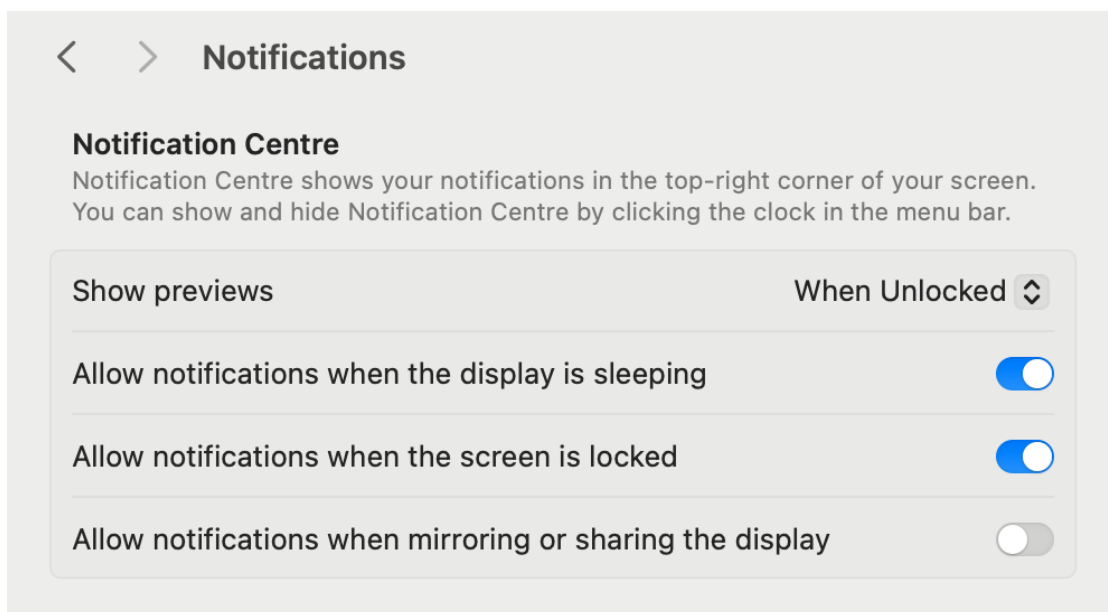 Notifications
Notification Centre
Notification Centre shows your notifications in the top-right corner of your screen.
You can show and hide Notification Centre by clicking the clock in the menu bar.
Show previews When Unlocked
Allow notifications when the display is sleeping
Allow notifications when the screen is locked
Allow notifications when mirroring or sharing the display